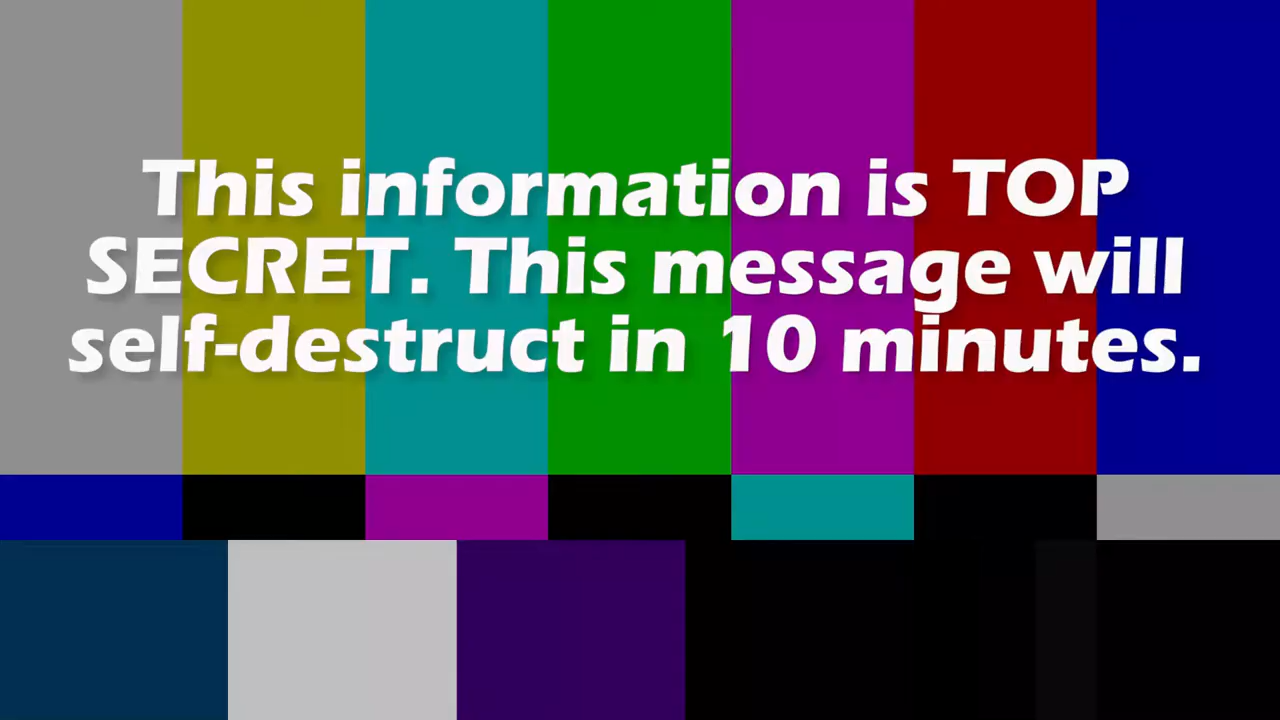 This information is TOP
SECRET. This message will
self-destruct in 10 minutes.